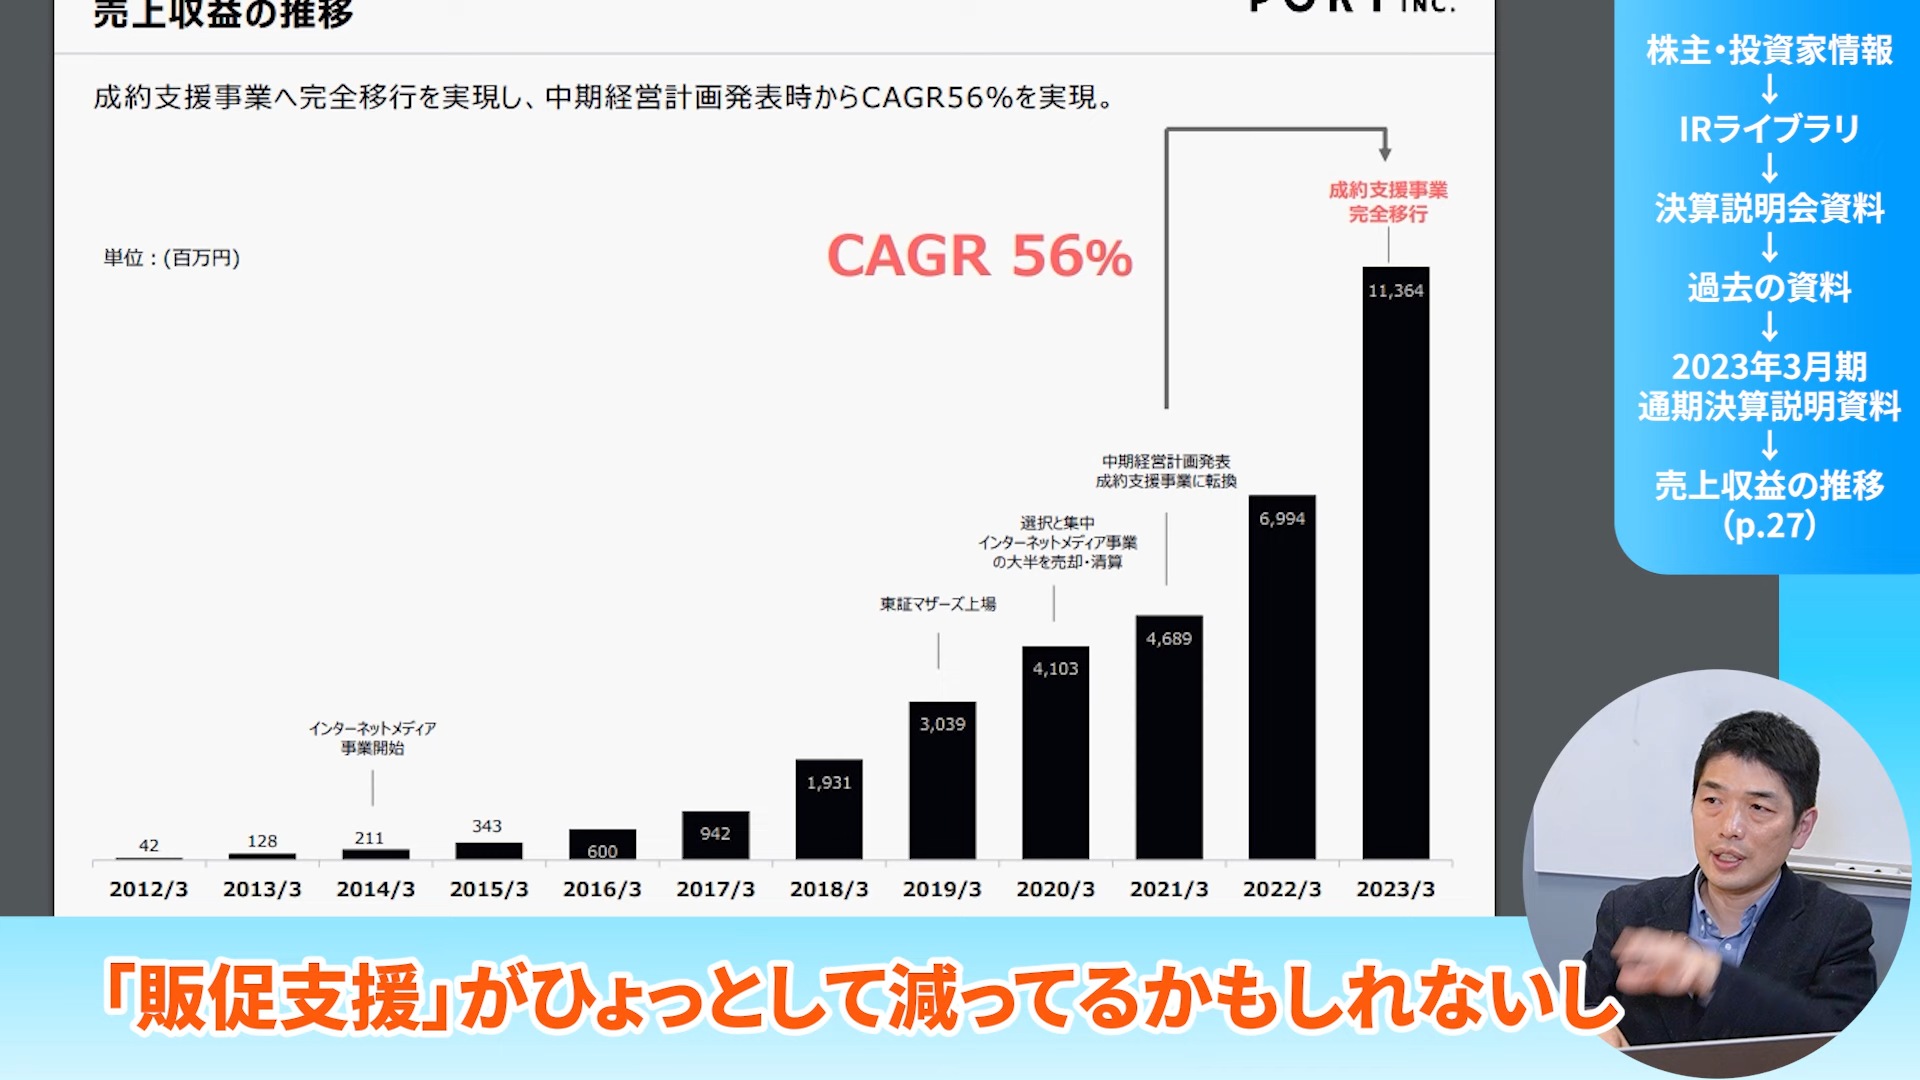 売上収益の推移
PORT INC.
成約支援事業へ完全移行を実現し、中期経営計画発表時からCAGR56%を実現。
単位：(百万円)
CAGR 56%
成約支援事業
完全移行
11,364
中期経営計画発表
成約支援事業に転換
6,994
選択と集中
インターネットメディア事業
の大半を売却・清算
4,689
東証マザーズ上場
4,103
3,039
インターネットメディア
事業開始
1,931
42
128
211
343
600
942
2012/3
2013/3
2014/3
2015/3
2016/3
2017/3
2018/3
2019/3
2020/3
2021/3
2022/3
2023/3
株主・投資家情報
↓
IRライブラリ
↓
決算説明会資料
↓
過去の資料
↓
2023年3月期
通期決算説明資料
↓
売上収益の推移
（p.27）
「販促支援」がひょっとして減ってるかもしれないし